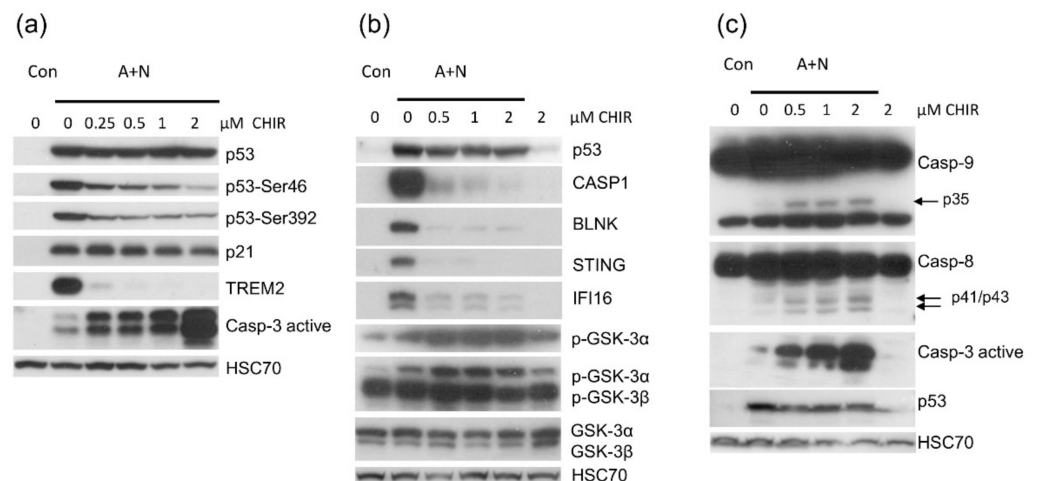 (a)
Con A+N
0 0 0.25 0.5 1 2 μM CHIR
p53
p53-Ser46
p53-Ser392
p21
TREM2
Casp-3 active
HSC70
(b)
Con A+N
0 0 0.5 1 2 2 μM CHIR
p53
CASP1
BLNK
STING
IFI16
p-GSK-3α
p-GSK-3α
p-GSK-3β
GSK-3α
GSK-3β
HSC70
(c)
Con A+N
0 0 0.5 1 2 2 μM CHIR
Casp-9
p35
Casp-8
p41/p43
Casp-3 active
p53
HSC70